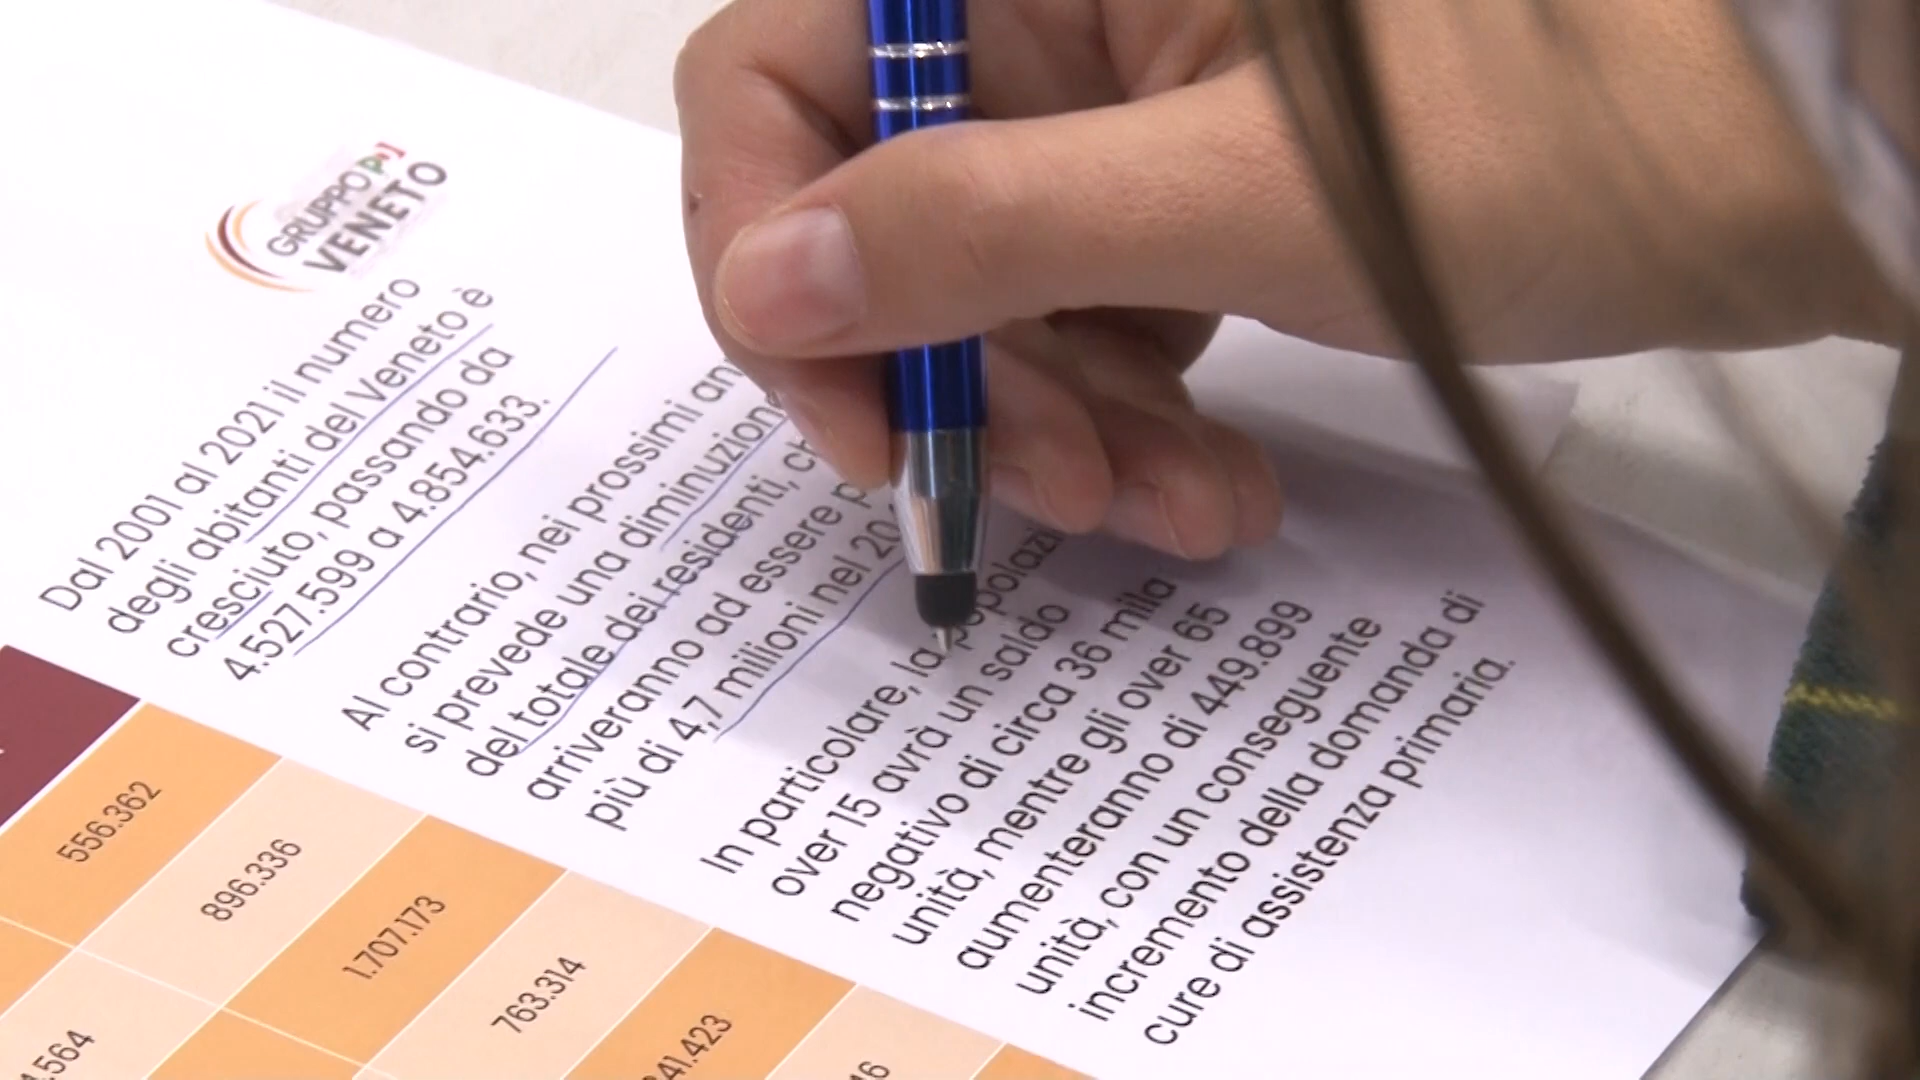 GRUPPO PoI
VENETO
Dal 2001 al 2021 il numero
degli abitanti del Veneto è
cresciuto, passando da
4.527.599 a 4.854.633.
Al contrario, nei prossimi
si prevede una diminuzione
del totale dei residenti,
arriveranno ad essere
più di 4,7 milioni nel
In particolare, la
over 15 avrà un saldo
negativo di circa 36 mila
unità, mentre gli over 65
aumenteranno di 449.899
unità, con un conseguente
incremento della domanda di
cure di assistenza primaria.
556.362
896.336
1.707.173
763.314